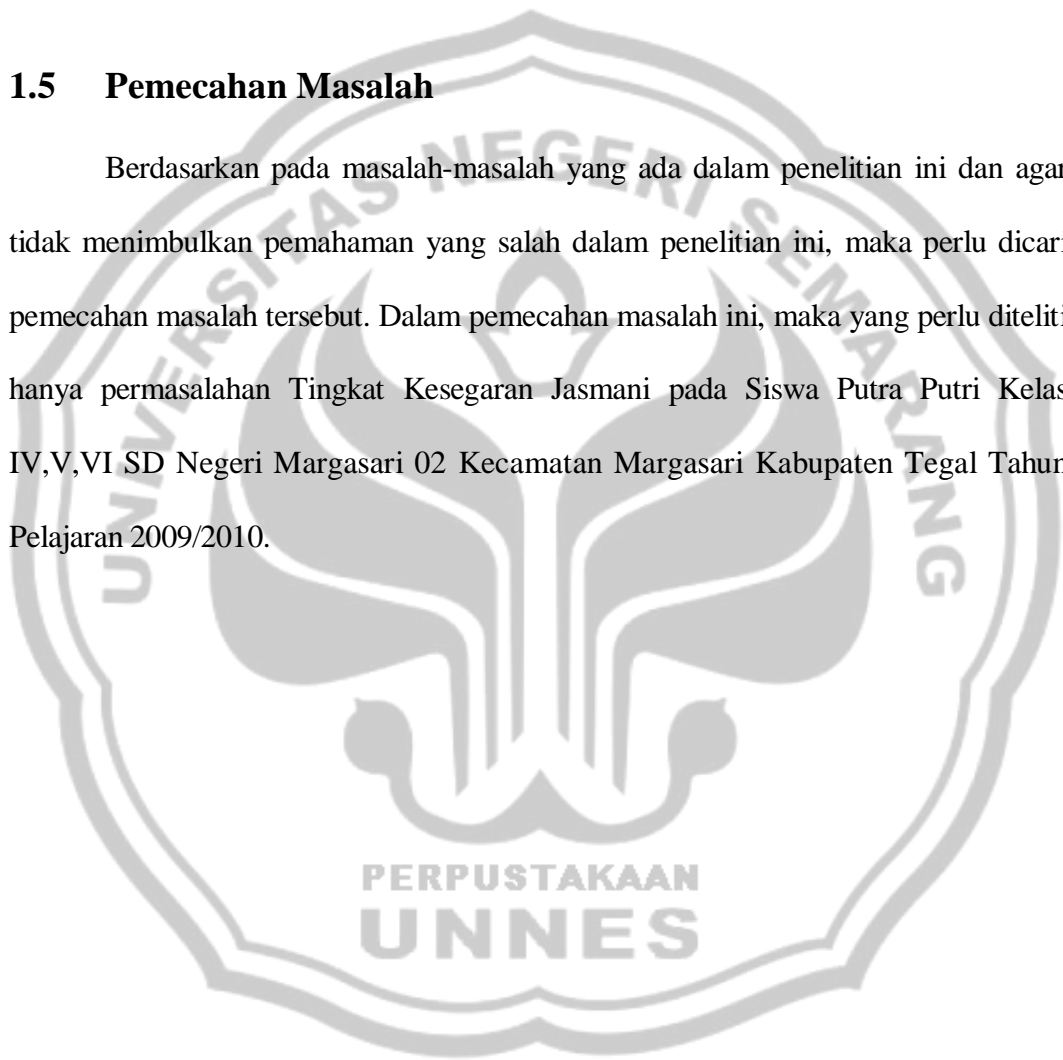 1.5 Pemecahan Masalah
Berdasarkan pada masalah-masalah yang ada dalam penelitian ini dan agar
tidak menimbulkan pemahaman yang salah dalam penelitian ini, maka perlu dicari
pemecahan masalah tersebut. Dalam pemecahan masalah ini, maka yang perlu diteliti
hanya permasalahan Tingkat Kesegaran Jasmani pada Siswa Putra Putri Kelas
IV,V,VI SD Negeri Margasari 02 Kecamatan Margasari Kabupaten Tegal Tahun
Pelajaran 2009/2010.
UNIVERSITAS NEGERI SEMARANG
PERPUSTAKAAN
UNNES